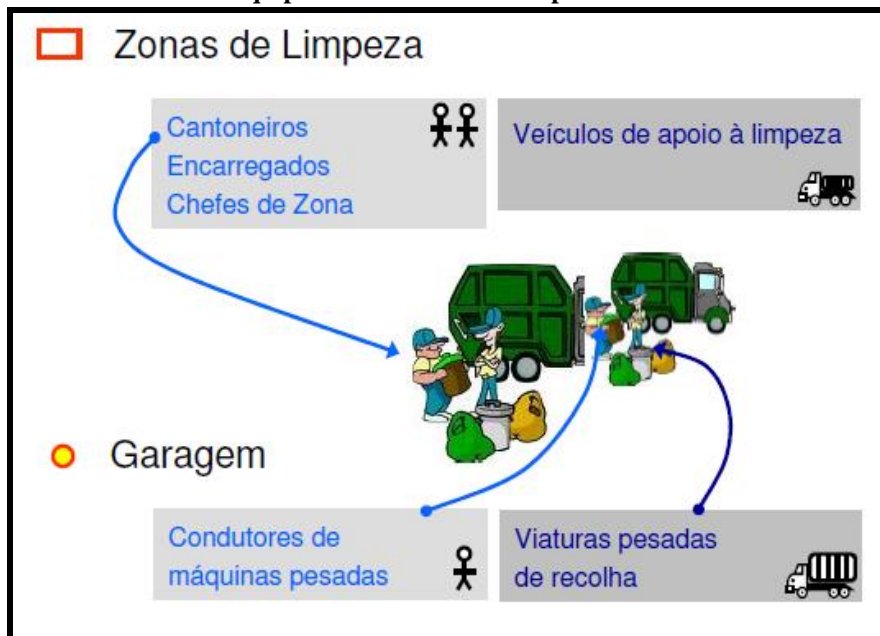 Zonas de Limpeza
Cantoneiros
Encarregados
Chefes de Zona
Veículos de apoio à limpeza
Garagem
Condutores de
máquinas pesadas
Viaturas pesadas
de recolha